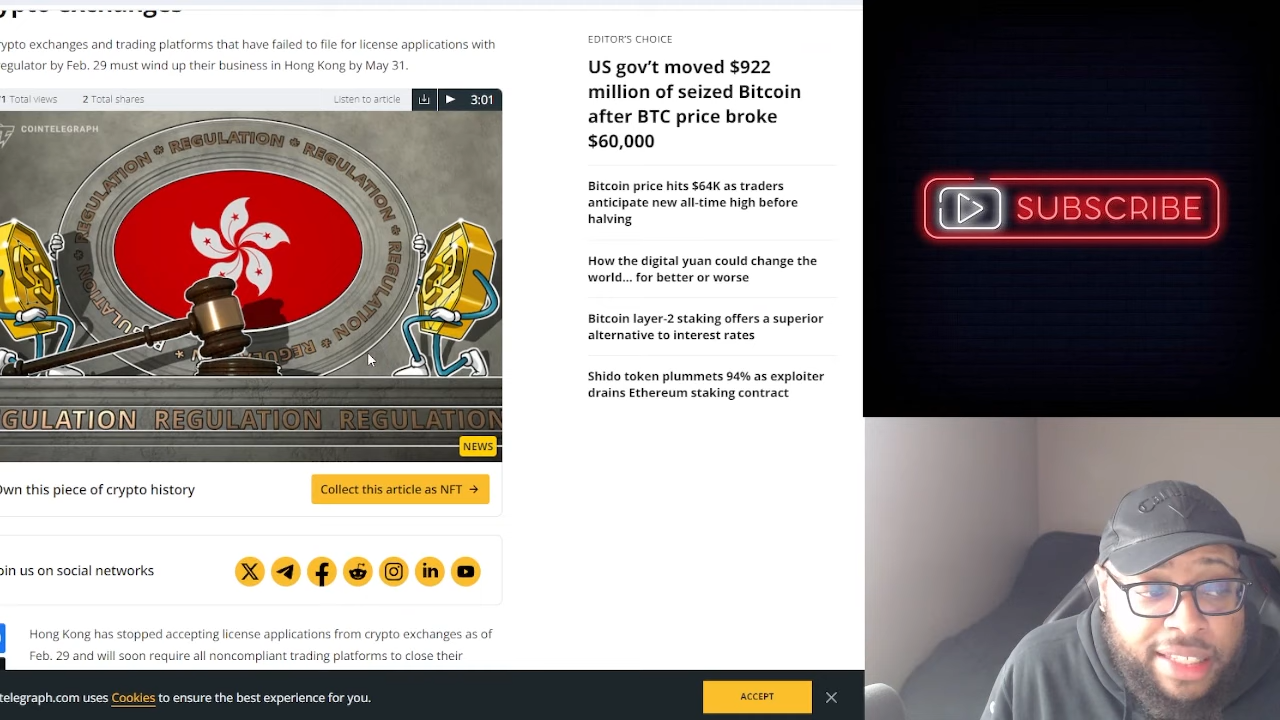 rypto exchanges and trading platforms that have failed to file for license applications with
egulator by Feb. 29 must wind up their business in Hong Kong by May 31.
Total views
2 Total shares
Listen to article
3:01
COINTELEGRAPH
REGULATION * REGULATION * REGULATION
REGULATION
GULATION REGULATION REGULATION
NEWS
Own this piece of crypto history
Collect this article as NFT →
oin us on social networks
Hong Kong has stopped accepting license applications from crypto exchanges as of
Feb. 29 and will soon require all noncompliant trading platforms to close their
EDITOR'S CHOICE
US gov't moved $922
million of seized Bitcoin
after BTC price broke
$60,000
Bitcoin price hits $64K as traders
anticipate new all-time high before
halving
How the digital yuan could change the
world... for better or worse
Bitcoin layer-2 staking offers a superior
alternative to interest rates
Shido token plummets 94% as exploiter
drains Ethereum staking contract
telegraph.com uses Cookies to ensure the best experience for you.
ACCEPT
SUBSCRIBE